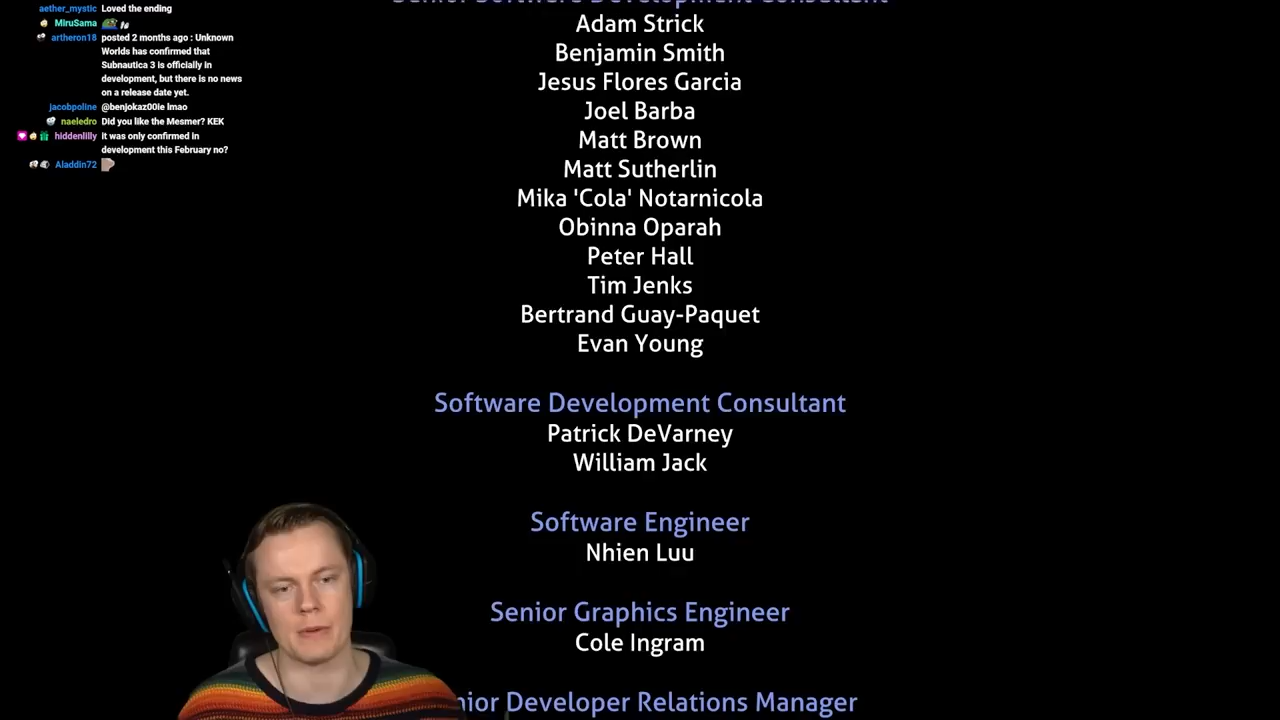 aether_mystic Loved the ending
MiruSama
artheron18 posted 2 months ago : Unknown
Worlds has confirmed that
Subnautica 3 is officially in
development, but there is no news
on a release date yet.
jacobpoline @benjokaz00ie lmao
naeledro Did you like the Mesmer? KEK
hiddenlilly it was only confirmed in
development this February no?
Aladdin72
Senior Software Development Consultant
Adam Strick
Benjamin Smith
Jesus Flores Garcia
Joel Barba
Matt Brown
Matt Sutherlin
Mika 'Cola' Notarnicola
Obinna Oparah
Peter Hall
Tim Jenks
Bertrand Guay-Paquet
Evan Young
Software Development Consultant
Patrick DeVarney
William Jack
Software Engineer
Nhien Luu
Senior Graphics Engineer
Cole Ingram
nior Developer Relations Manager